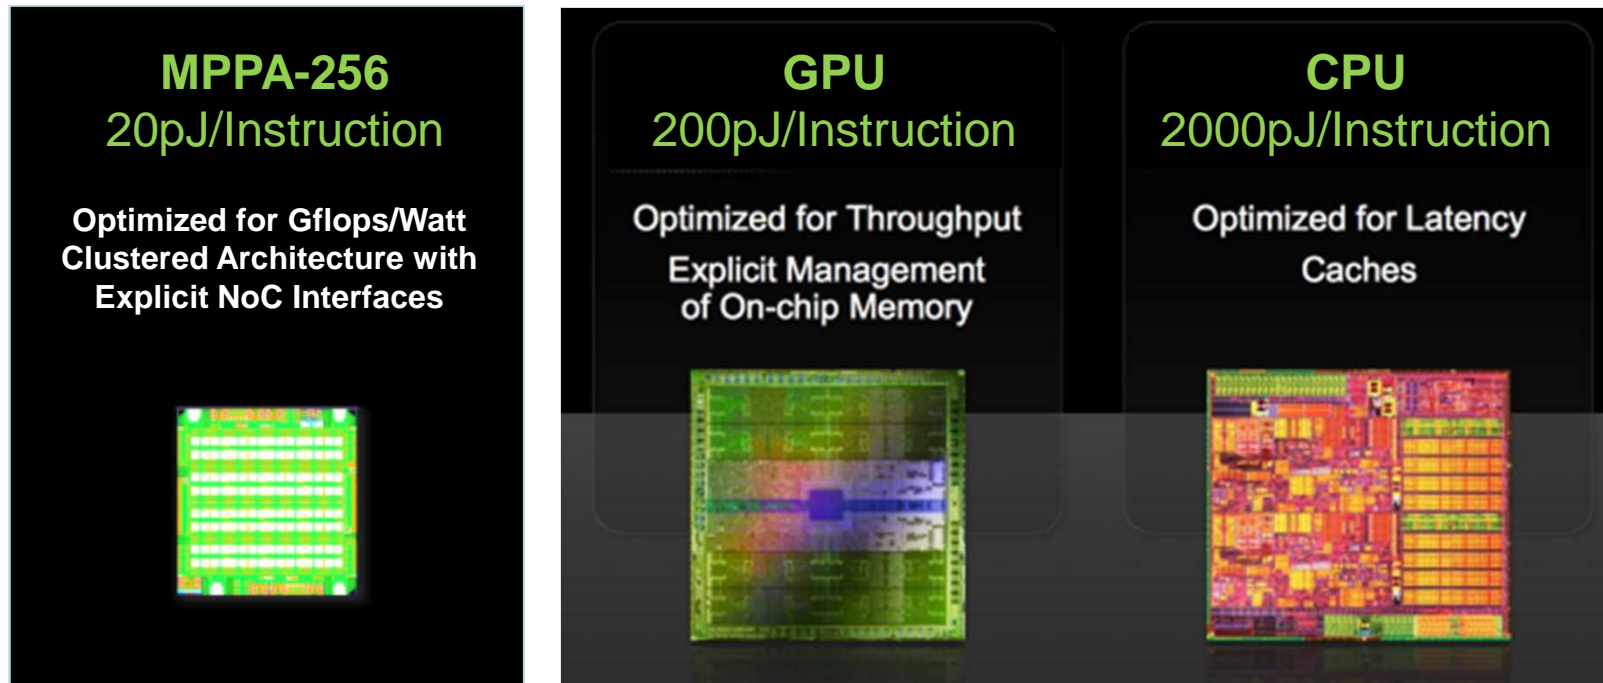 MPPA-256
20pJ/Instruction
Optimized for Gflops/Watt
Clustered Architecture with
Explicit NoC Interfaces
GPU
200pJ/Instruction
Optimized for Throughput
Explicit Management
of On-chip Memory
CPU
2000pJ/Instruction
Optimized for Latency
Caches